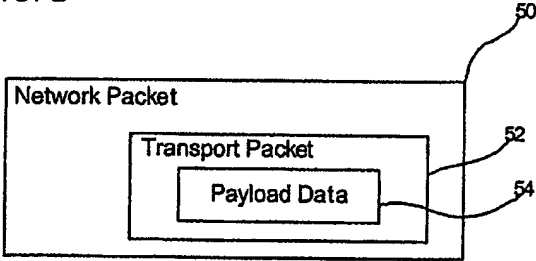 50
Network Packet
52
Transport Packet
Payload Data
54